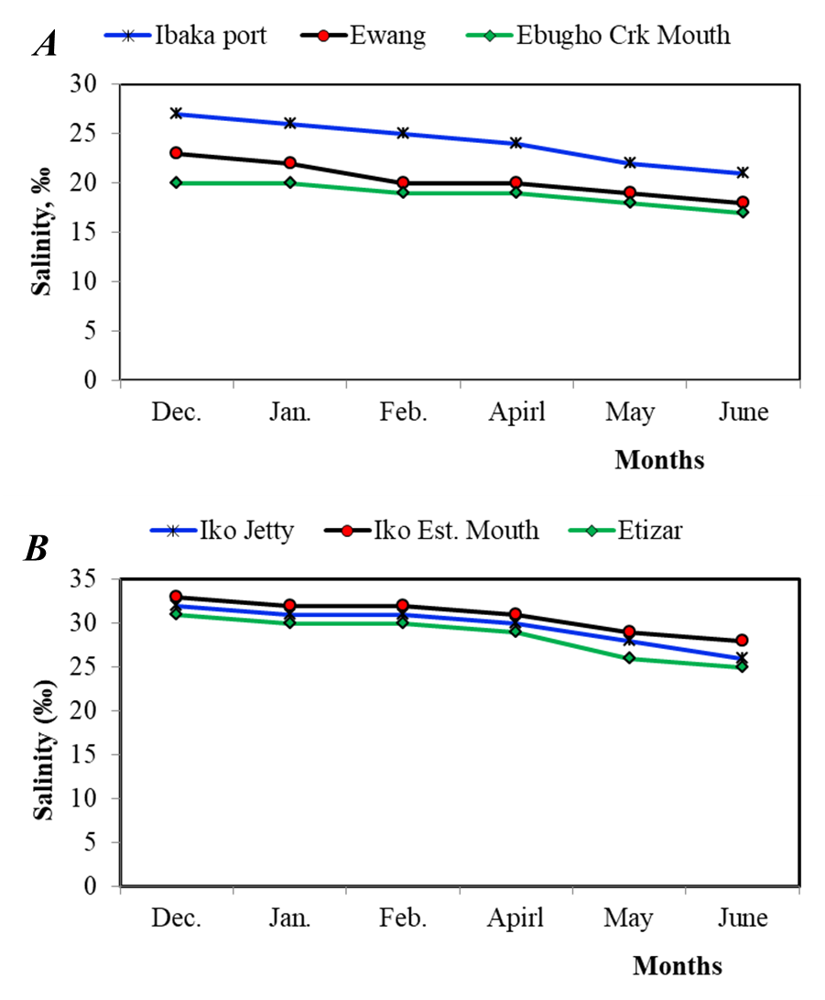 A
Ibaka port Ewang Ebugho Crk Mouth
30
25
20
15
10
5
0
Salinity, ‰
Dec. Jan. Feb. Apirl May June
Months
B
Iko Jetty Iko Est. Mouth Etizar
35
30
25
20
15
10
5
0
Salinity (‰)
Dec. Jan. Feb. Apirl May June
Months